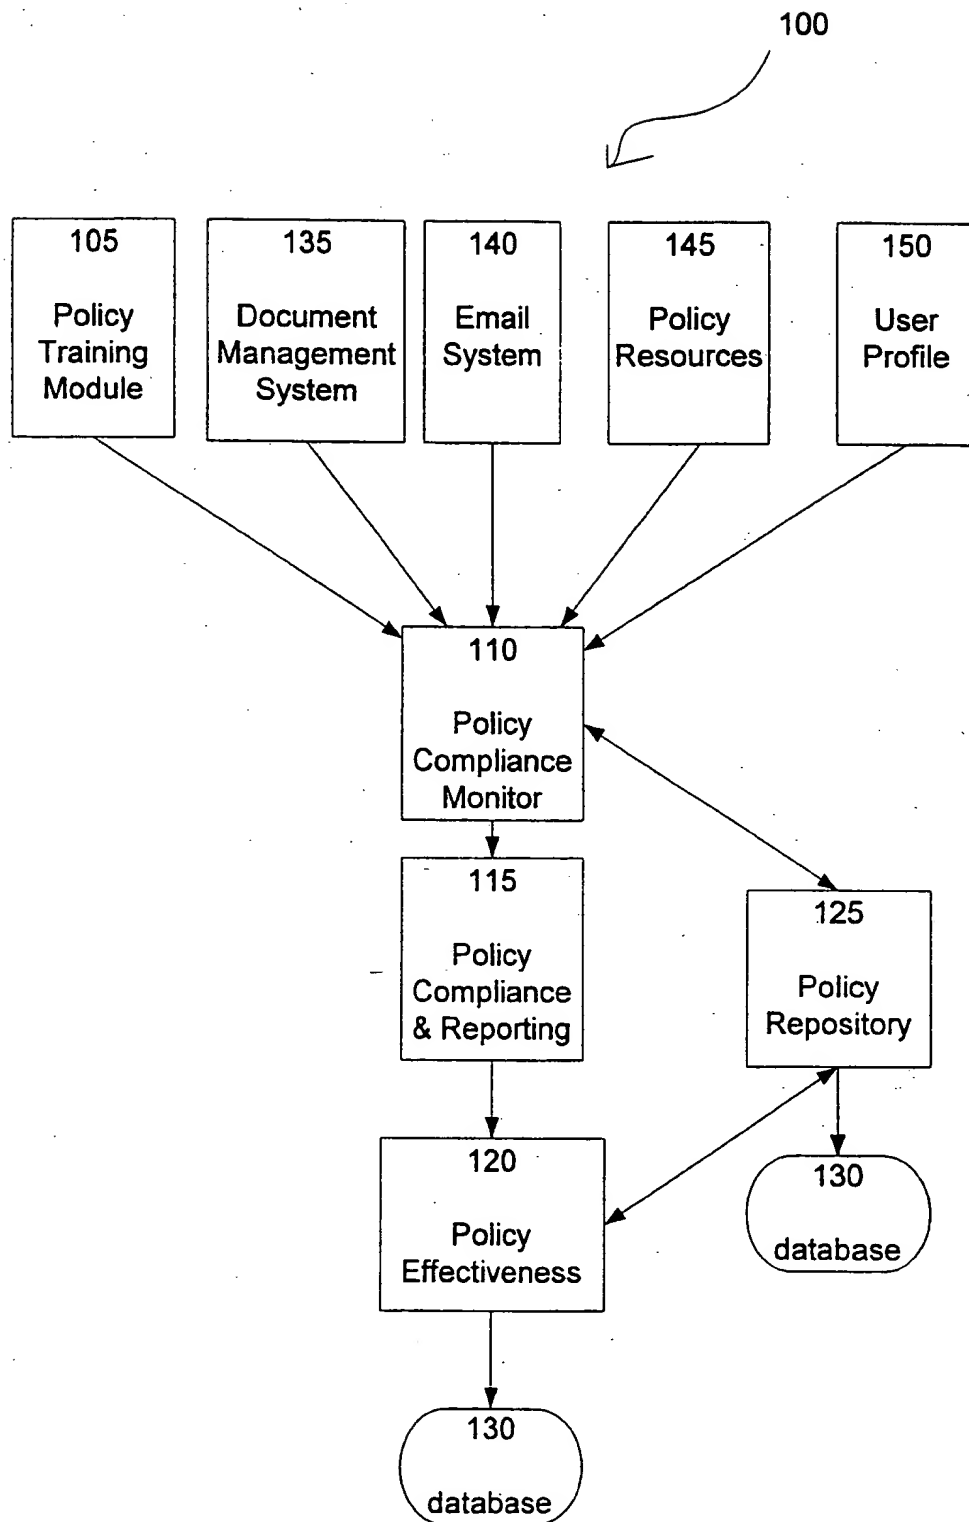 100
105
Policy
Training
Module
135
Document
Management
System
140
Email
System
145
Policy
Resources
150
User
Profile
110
Policy
Compliance
Monitor
115
Policy
Compliance
& Reporting
125
Policy
Repository
120
Policy
Effectiveness
130
database
130
database